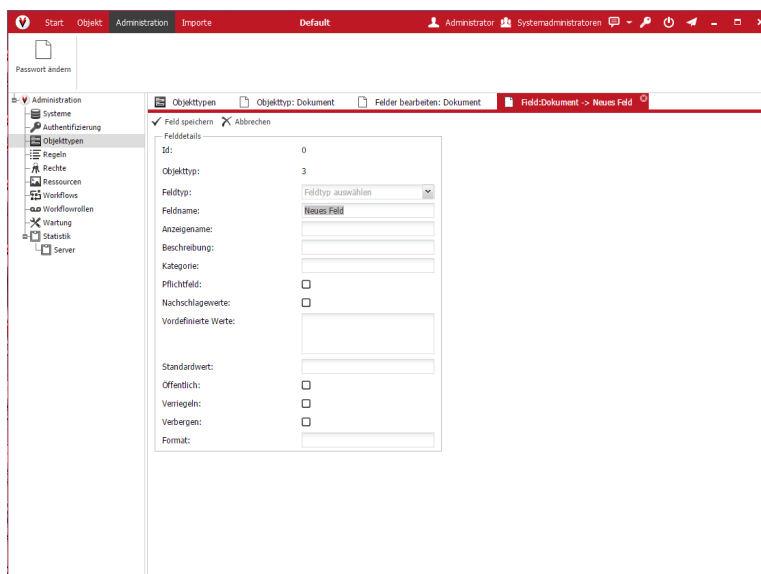 Start Objekt Administration Importe Default Administrator Systemadministratoren
Passwort ändern
Administration
Systeme
Authentifizierung
Objekttypen
Regeln
Rechte
Ressourcen
Workflows
Workflowrollen
Wartung
Statistik
Server
Objekttypen Objekttyp: Dokument Felder bearbeiten: Dokument Field:Dokument -> Neues Feld
Feld speichern Abbrechen
Felddetails
Id: 0
Objekttyp: 3
Feldtyp: Feldtyp auswählen
Feldname: Neues Feld
Anzeigename:
Beschreibung:
Kategorie:
Pflichtfeld:
Nachschlagewerte:
Vordefinierte Werte:
Standardwert:
Öffentlich:
Verriegeln:
Verbergen:
Format: